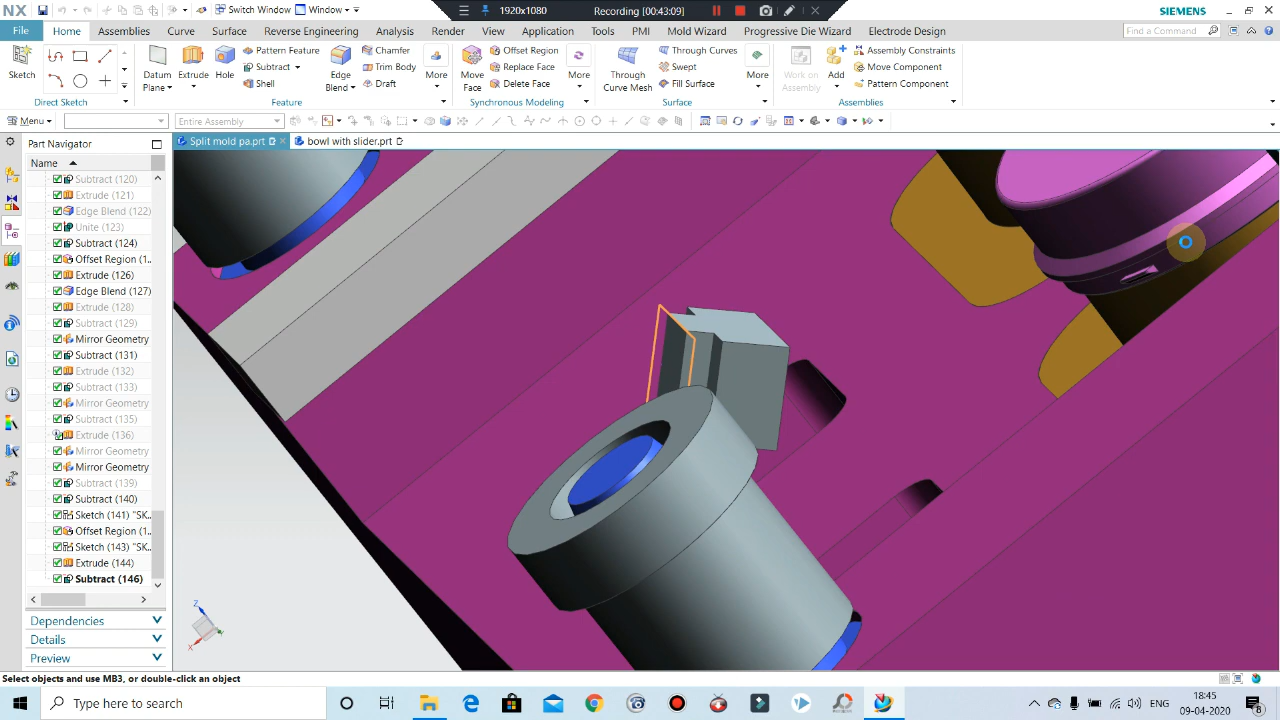 NX
Switch Window
Window
1920x1080
Recording [00:43:09]
SIEMENS
File
Home
Assemblies
Curve
Surface
Reverse Engineering
Analysis
Render
View
Application
Tools
PMI
Mold Wizard
Progressive Die Wizard
Electrode Design
Find a Command
Sketch
Direct Sketch
Datum Plane
Extrude
Hole
Pattern Feature
Subtract
Shell
Edge Blend
Chamfer
Trim Body
Draft
More
Feature
Move Face
Offset Region
Replace Face
Delete Face
More
Synchronous Modeling
Through Curve Mesh
Through Curves
Swept
Fill Surface
More
Surface
Work on Assembly
Add
Assembly Constraints
Move Component
Pattern Component
Assemblies
Menu
Entire Assembly
Split mold pa.prt
bowl with slider.prt
Part Navigator
Name
Subtract (120)
Extrude (121)
Edge Blend (122)
Unite (123)
Subtract (124)
Offset Region (1...
Extrude (126)
Edge Blend (127)
Extrude (128)
Subtract (129)
Mirror Geometry
Subtract (131)
Extrude (132)
Subtract (133)
Mirror Geometry
Subtract (135)
Extrude (136)
Mirror Geometry
Mirror Geometry
Subtract (139)
Subtract (140)
Sketch (141) "SK...
Offset Region (1...
Sketch (143) "SK...
Extrude (144)
Subtract (146)
Dependencies
Details
Preview
Z
Y
X
Select objects and use MB3, or double-click an object
Type here to search
18:45
09-04-2020